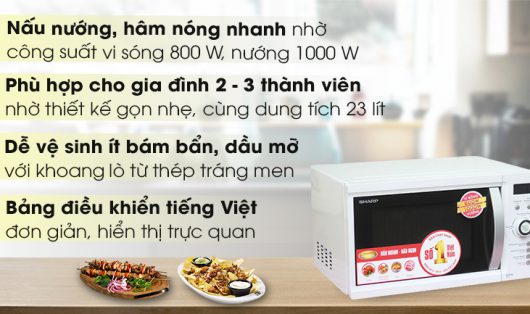 Nấu nướng, hâm nóng nhanh nhờ
công suất vi sóng 800 W, nướng 1000 W
Phù hợp cho gia đình 2 - 3 thành viên
nhờ thiết kế gọn nhẹ, cùng dung tích 23 lít
Dễ vệ sinh ít bám bẩn, dầu mỡ
với khoang lò từ thép tráng men
Bảng điều khiển tiếng Việt
đơn giản, hiển thị trực quan
SHARP
SỐ 1